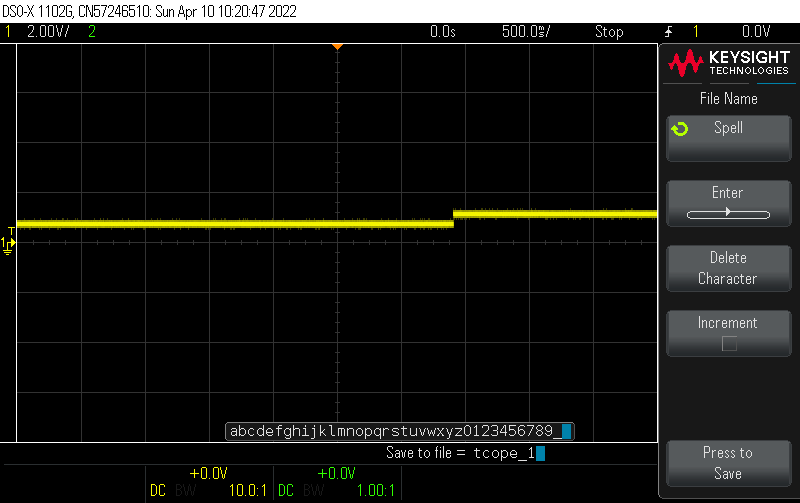 DSO-X 1102G, CN57246510: Sun Apr 10 10:20:47 2022
1 2.00V/ 2 0.0s 500.0ms/ Stop 1 0.0V
KEYSIGHT
TECHNOLOGIES
File Name
Spell
Enter
T
1
Delete
Character
Increment
abcdefghijklmnopqrstuvwxyz0123456789_
Save to file = tcope_1
Press to
Save
+0.0V +0.0V
DC BW 10.0:1 DC BW 1.00:1